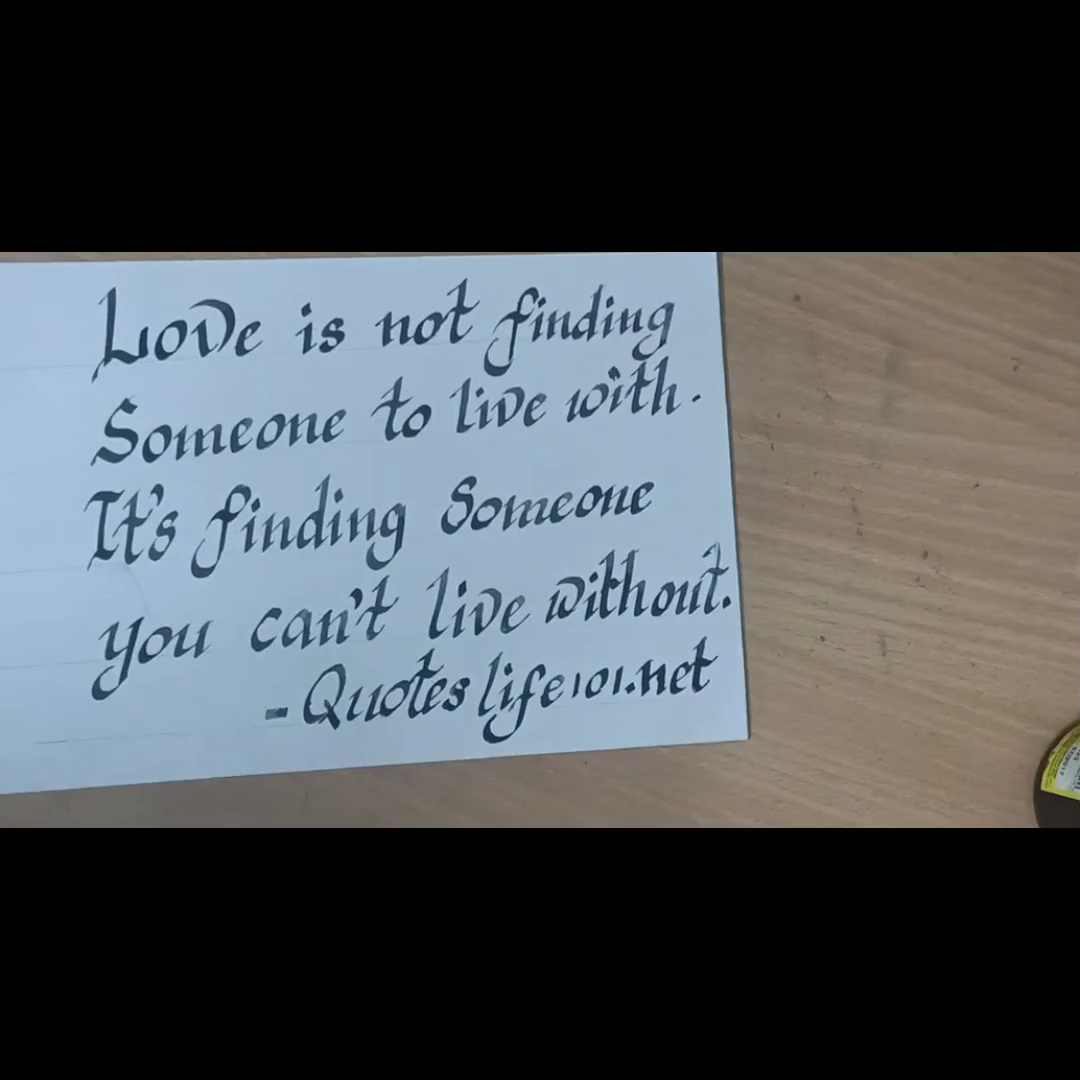 Love is not finding
Someone to live with.
It's finding Someone
you can't live without.
- Quotes life101.net